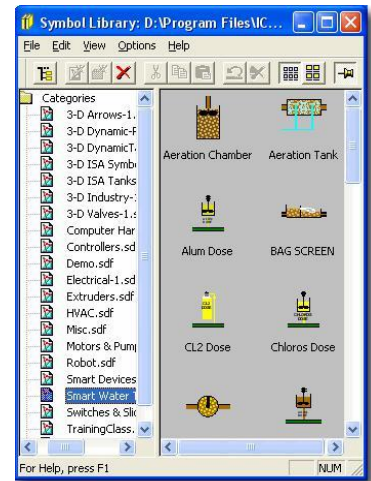 Symbol Library: D:\Program Files\IC...
File Edit View Options Help
Categories
3-D Arrows-1.
3-D Dynamic-F
3-D DynamicT
3-D ISA Symb
3-D ISA Tanks
3-D Industry-
3-D Valves-1.s
Computer Har
Controllers.sd
Demo.sdf
Electrical-1.sd
Extruders.sdf
HVAC.sdf
Misc.sdf
Motors & Pum
Robot.sdf
Smart Devices
Smart Water T
Switches & Slic
TrainingClass.
Aeration Chamber Aeration Tank
Alum Dose BAG SCREEN
CL2 Dose Chloros Dose
For Help, press F1 NUM